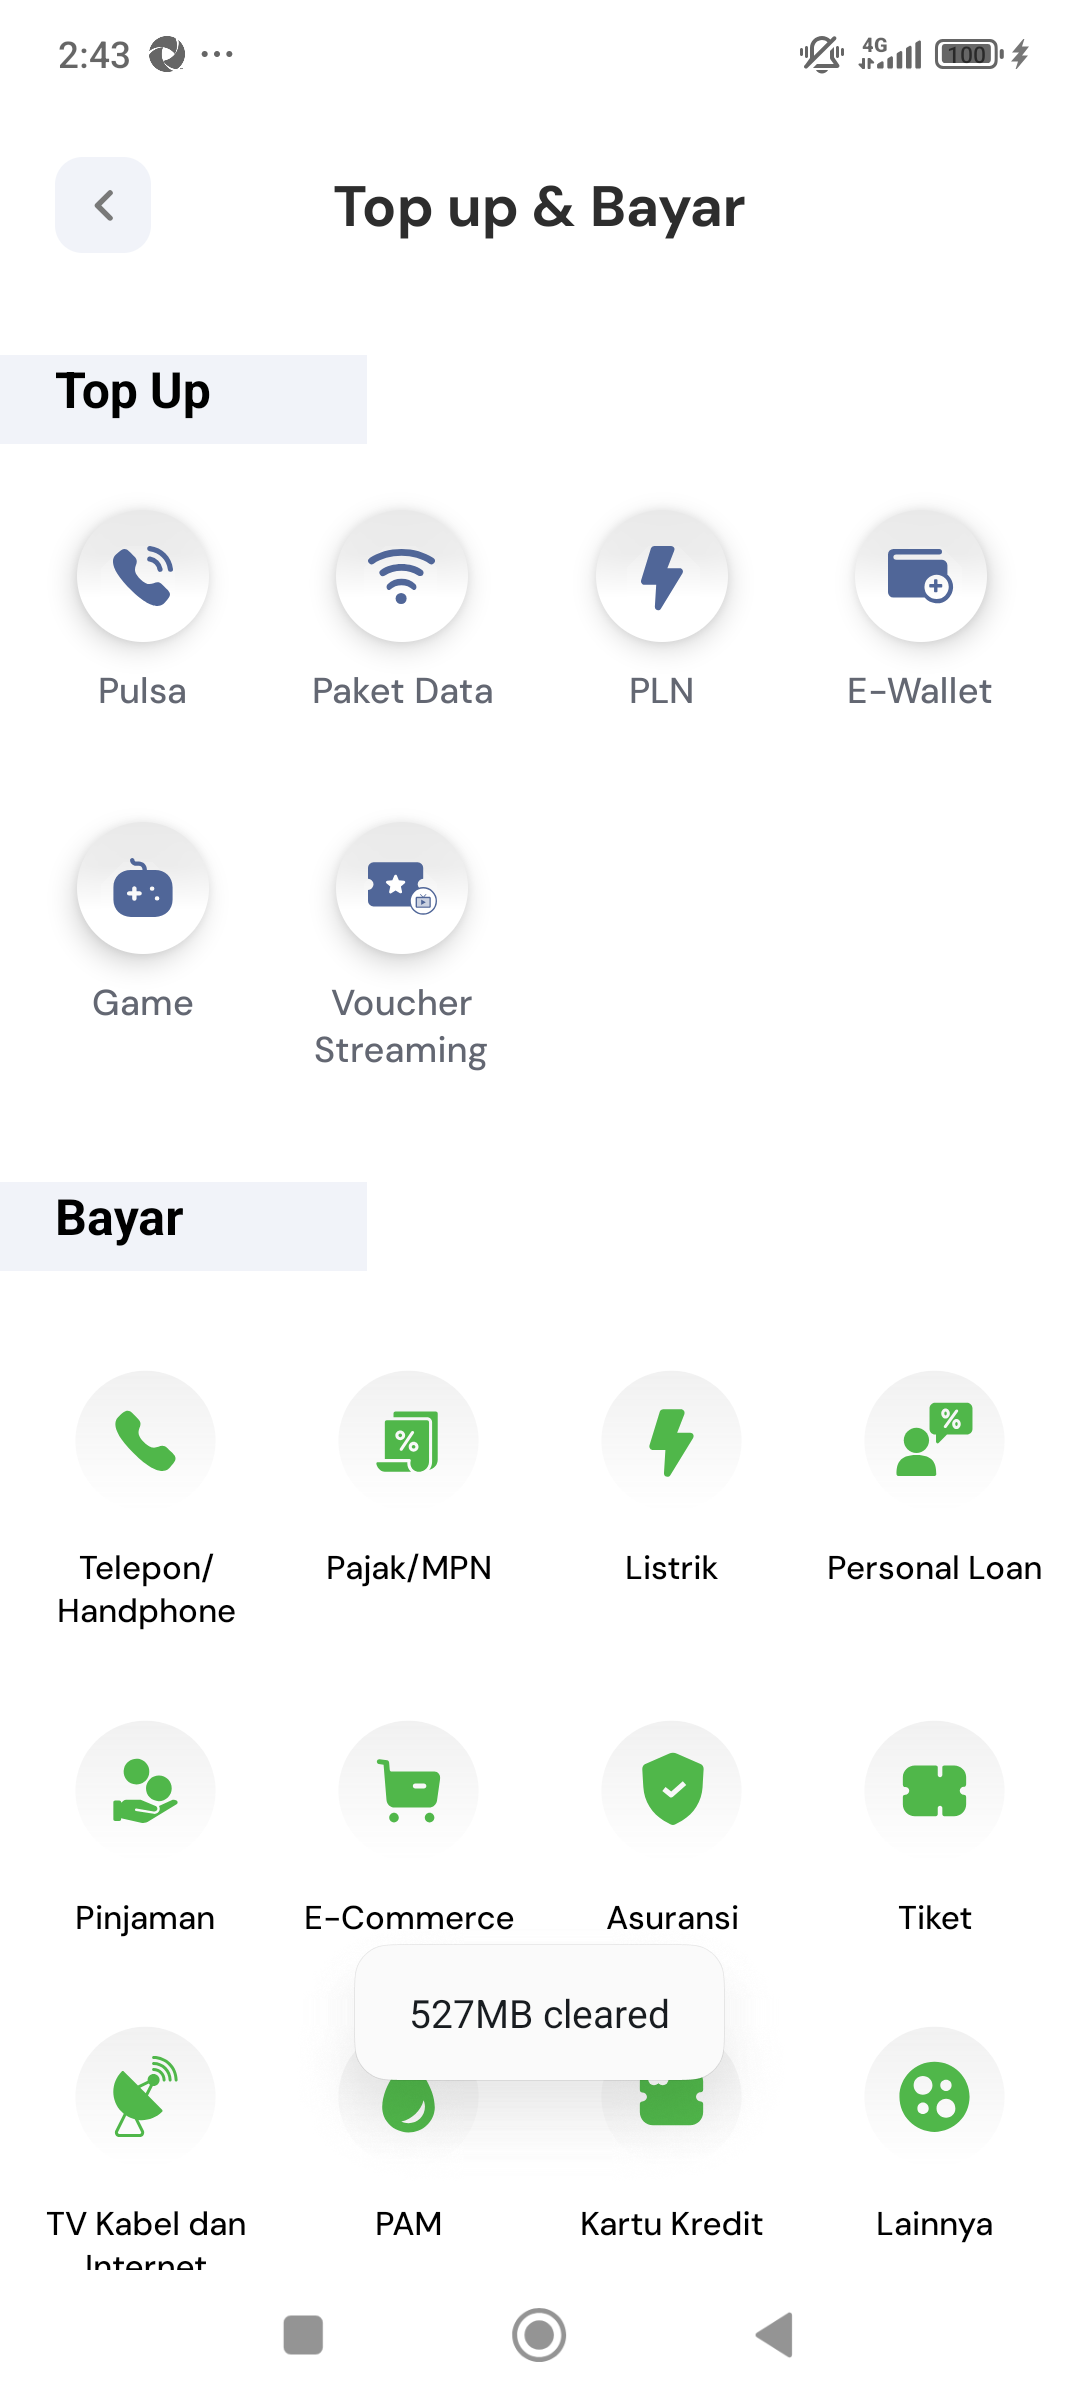 2:43
4G
100
Top up & Bayar
Top Up
Pulsa
Paket Data
PLN
E-Wallet
Game
Voucher
Streaming
Bayar
Telepon/
Handphone
Pajak/MPN
Listrik
Personal Loan
Pinjaman
E-Commerce
Asuransi
Tiket
527MB cleared
TV Kabel dan
Internet
PAM
Kartu Kredit
Lainnya